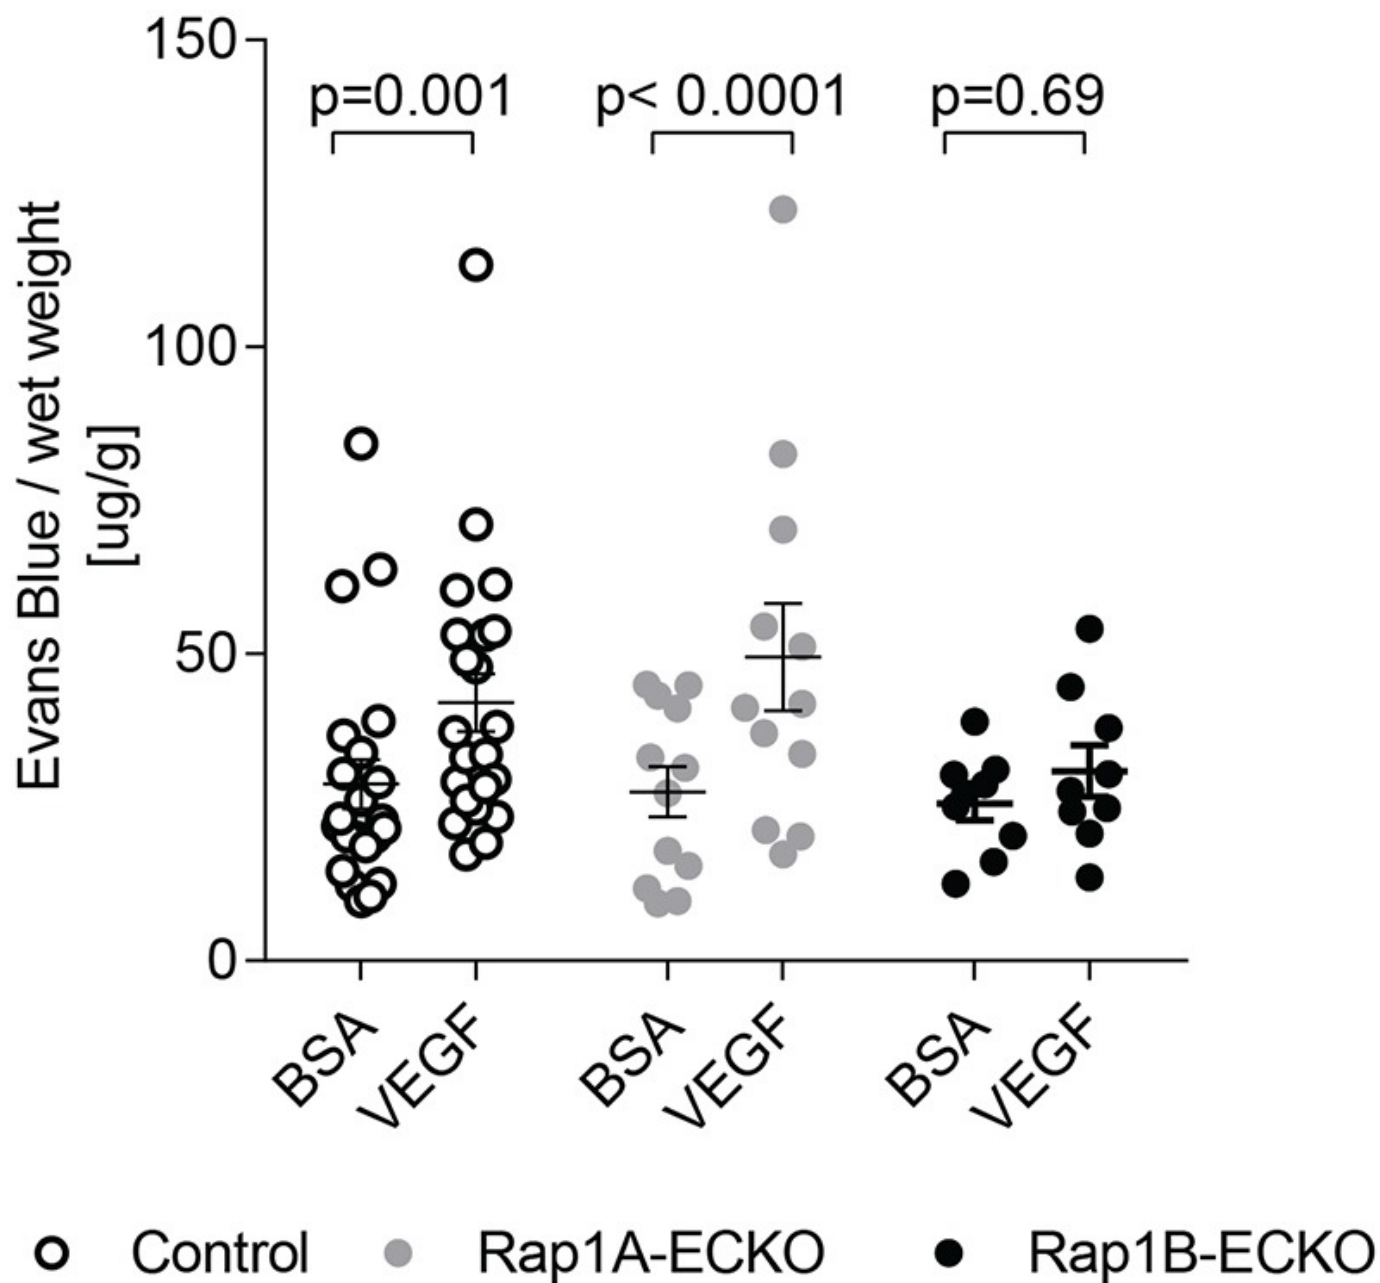 150
p=0.001
p< 0.0001
p=0.69
100
50
0
Evans Blue / wet weight
[ug/g]
BSA
VEGF
BSA
VEGF
BSA
VEGF
Control
Rap1A-ECKO
Rap1B-ECKO